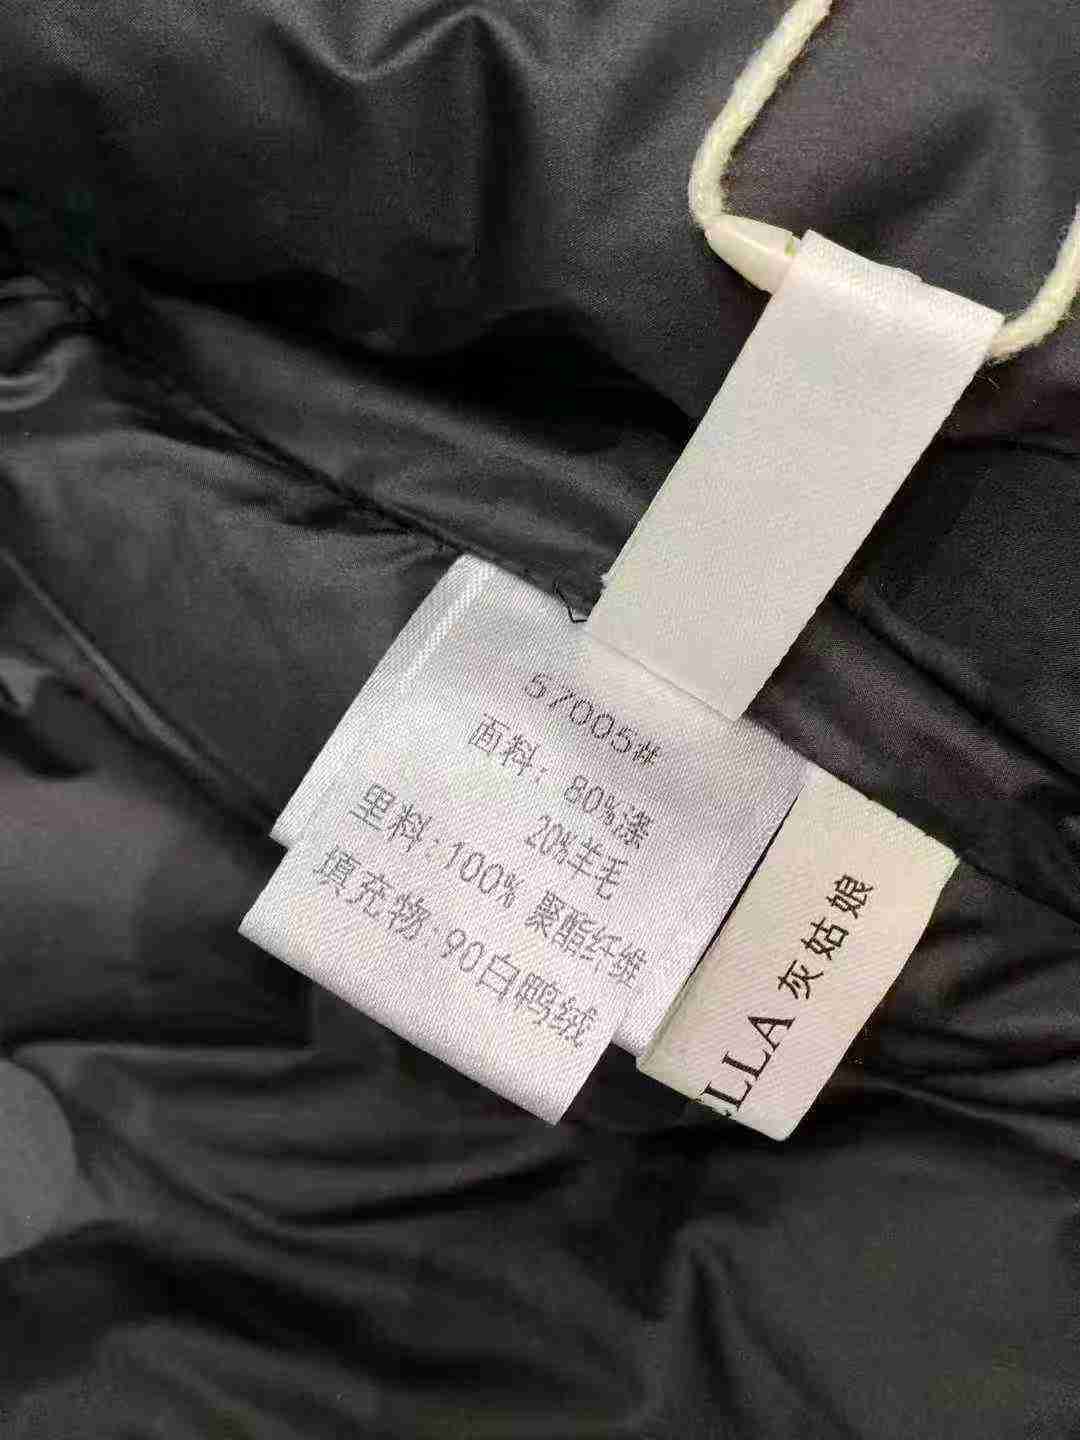 57005#
面料：80%涤
20%羊毛
里料：100% 聚酯纤维
填充物：90白鸭绒
ELLA 灰姑娘